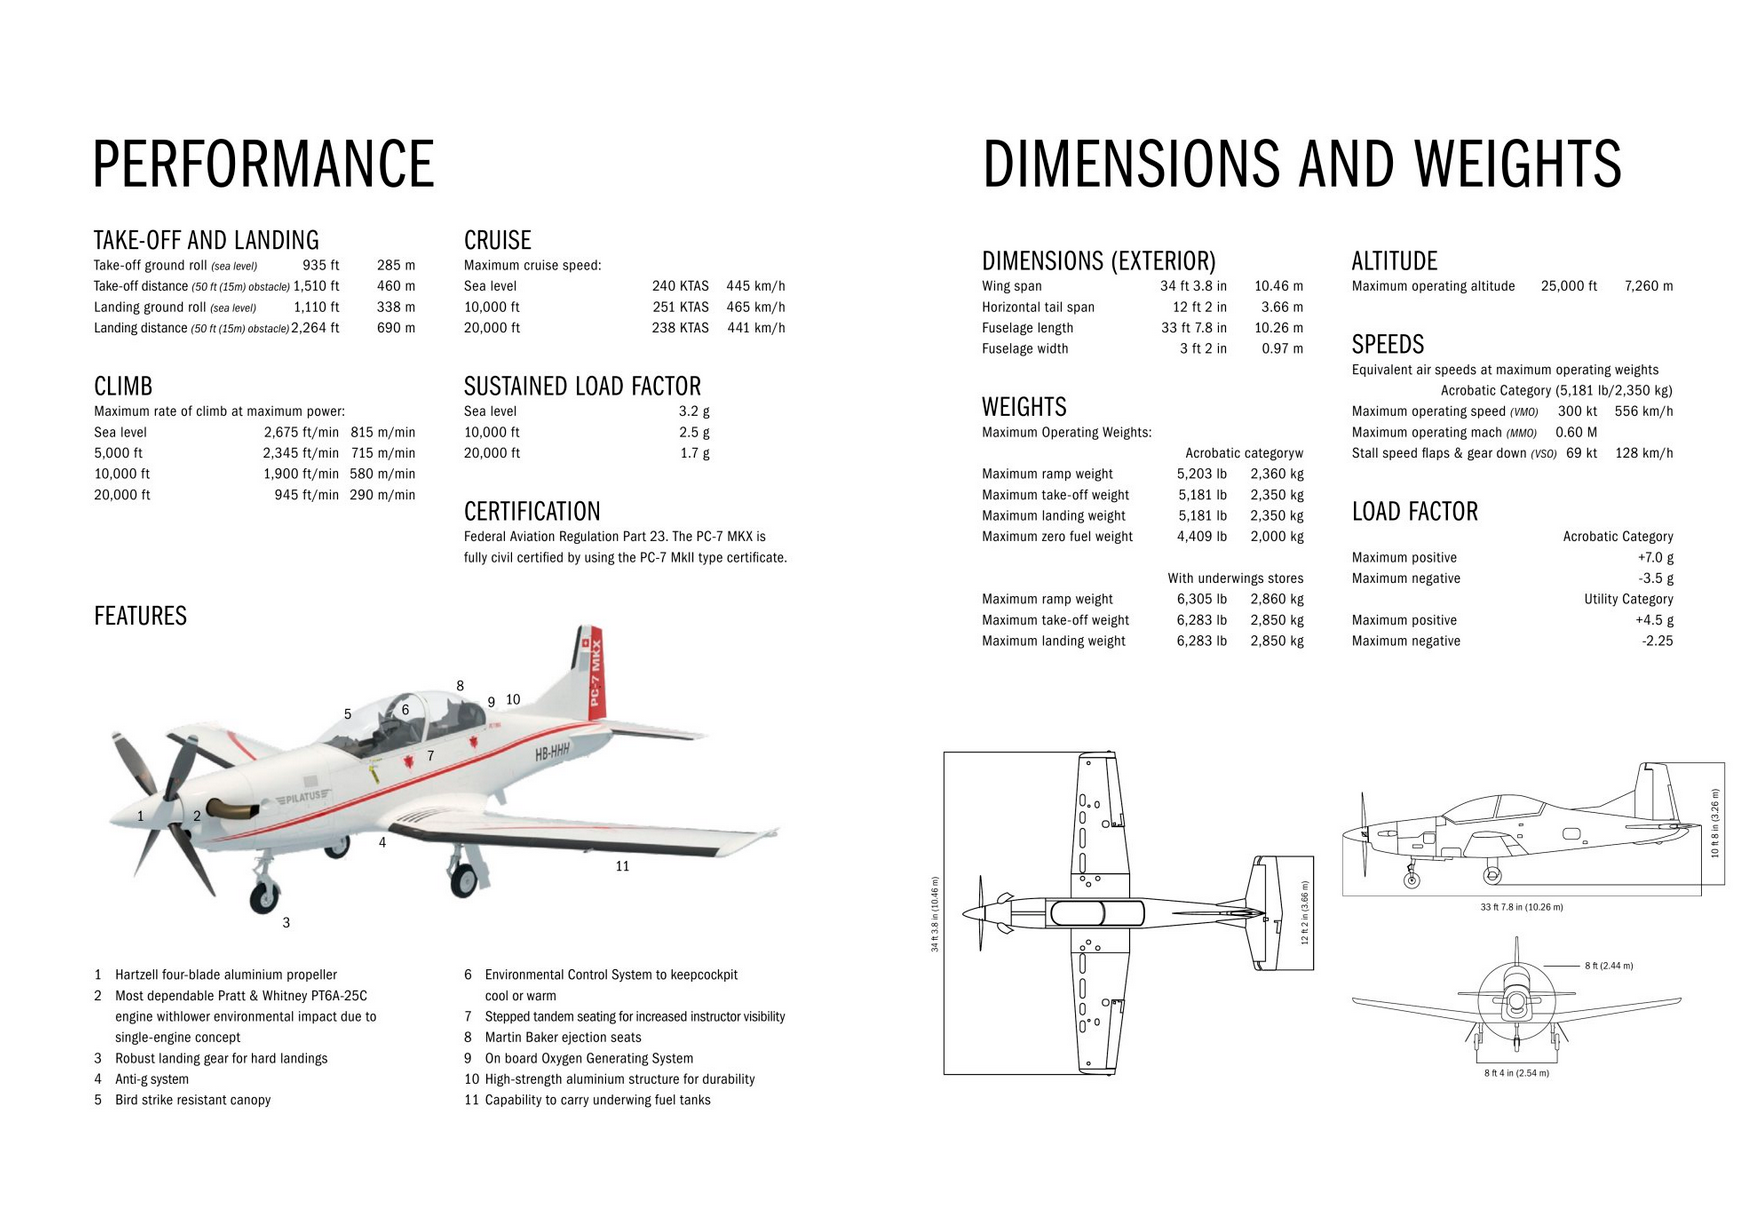 PERFORMANCE
TAKE-OFF AND LANDING
Take-off ground roll (sea level) 935 ft 285 m
Take-off distance (50 ft (15m) obstacle) 1,510 ft 460 m
Landing ground roll (sea level) 1,110 ft 338 m
Landing distance (50 ft (15m) obstacle) 2,264 ft 690 m
CLIMB
Maximum rate of climb at maximum power:
Sea level 2,675 ft/min 815 m/min
5,000 ft 2,345 ft/min 715 m/min
10,000 ft 1,900 ft/min 580 m/min
20,000 ft 945 ft/min 290 m/min
CRUISE
Maximum cruise speed:
Sea level 240 KTAS 445 km/h
10,000 ft 251 KTAS 465 km/h
20,000 ft 238 KTAS 441 km/h
SUSTAINED LOAD FACTOR
Sea level 3.2 g
10,000 ft 2.5 g
20,000 ft 1.7 g
CERTIFICATION
Federal Aviation Regulation Part 23. The PC-7 MKX is
fully civil certified by using the PC-7 MkII type certificate.
FEATURES
PC-7 MKX
HB-HHH
PILATUS
1
2
3
4
5
6
7
8
9
10
11
1 Hartzell four-blade aluminium propeller
2 Most dependable Pratt & Whitney PT6A-25C
engine withlower environmental impact due to
single-engine concept
3 Robust landing gear for hard landings
4 Anti-g system
5 Bird strike resistant canopy
6 Environmental Control System to keepcockpit
cool or warm
7 Stepped tandem seating for increased instructor visibility
8 Martin Baker ejection seats
9 On board Oxygen Generating System
10 High-strength aluminium structure for durability
11 Capability to carry underwing fuel tanks
DIMENSIONS AND WEIGHTS
DIMENSIONS (EXTERIOR)
Wing span 34 ft 3.8 in 10.46 m
Horizontal tail span 12 ft 2 in 3.66 m
Fuselage length 33 ft 7.8 in 10.26 m
Fuselage width 3 ft 2 in 0.97 m
WEIGHTS
Maximum Operating Weights:
Acrobatic categoryw
Maximum ramp weight 5,203 lb 2,360 kg
Maximum take-off weight 5,181 lb 2,350 kg
Maximum landing weight 5,181 lb 2,350 kg
Maximum zero fuel weight 4,409 lb 2,000 kg
With underwings stores
Maximum ramp weight 6,305 lb 2,860 kg
Maximum take-off weight 6,283 lb 2,850 kg
Maximum landing weight 6,283 lb 2,850 kg
ALTITUDE
Maximum operating altitude 25,000 ft 7,260 m
SPEEDS
Equivalent air speeds at maximum operating weights
Acrobatic Category (5,181 lb/2,350 kg)
Maximum operating speed (VMO) 300 kt 556 km/h
Maximum operating mach (MMO) 0.60 M
Stall speed flaps & gear down (VSO) 69 kt 128 km/h
LOAD FACTOR
Acrobatic Category
Maximum positive +7.0 g
Maximum negative -3.5 g
Utility Category
Maximum positive +4.5 g
Maximum negative -2.25
34 ft 3.8 in (10.46 m)
12 ft 2 in (3.66 m)
10 ft 8 in (3.26 m)
33 ft 7.8 in (10.26 m)
8 ft (2.44 m)
8 ft 4 in (2.54 m)